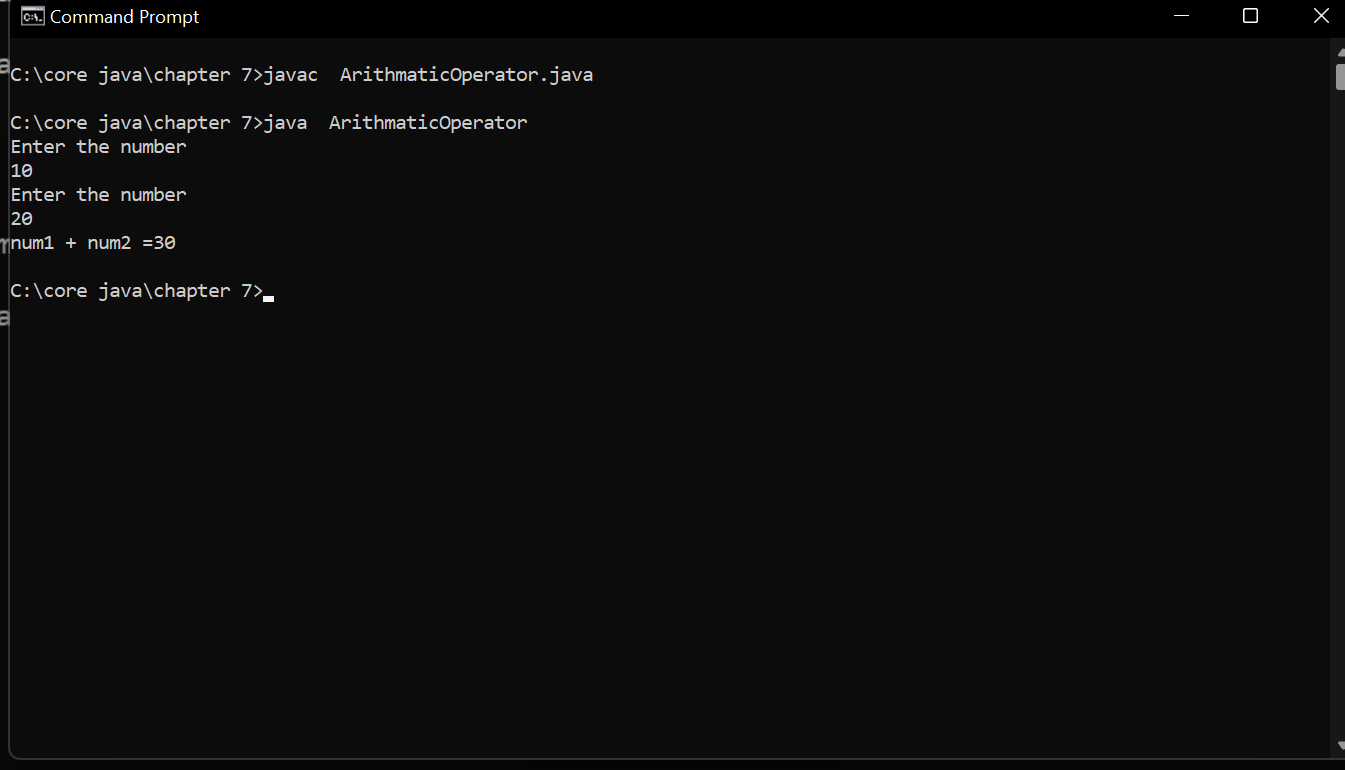 Command Prompt
C:\core java\chapter 7>javac  ArithmaticOperator.java
C:\core java\chapter 7>java  ArithmaticOperator
Enter the number
10
Enter the number
20
num1 + num2 =30
C:\core java\chapter 7>